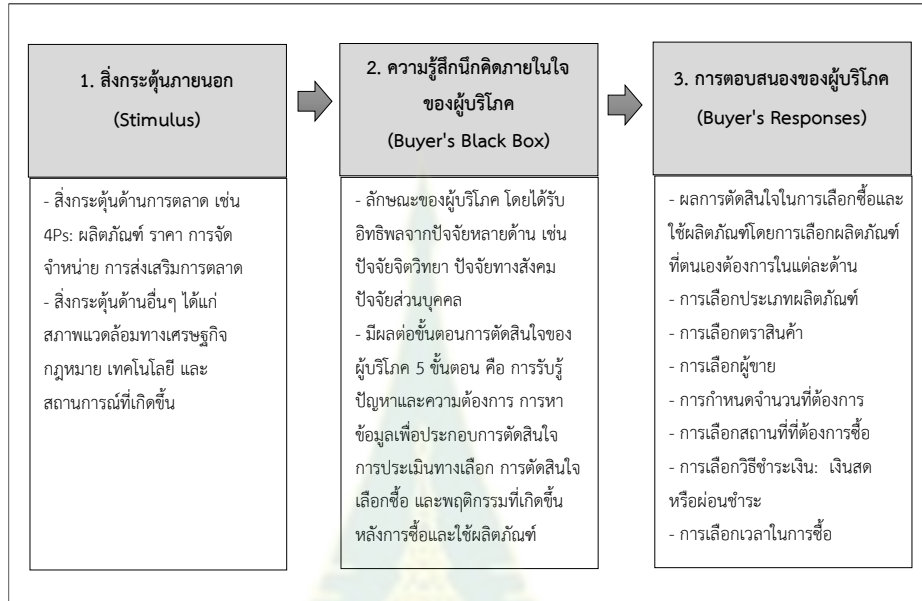 1. สิ่งกระตุ้นภายนอก
(Stimulus)
- สิ่งกระตุ้นด้านการตลาด เช่น
4Ps: ผลิตภัณฑ์ ราคา การจัด
จำหน่าย การส่งเสริมการตลาด
- สิ่งกระตุ้นด้านอื่นๆ ได้แก่
สภาพแวดล้อมทางเศรษฐกิจ
กฎหมาย เทคโนโลยี และ
สถานการณ์ที่เกิดขึ้น
2. ความรู้สึกนึกคิดภายในใจ
ของผู้บริโภค
(Buyer's Black Box)
- ลักษณะของผู้บริโภค โดยได้รับ
อิทธิพลจากปัจจัยหลายด้าน เช่น
ปัจจัยจิตวิทยา ปัจจัยทางสังคม
ปัจจัยส่วนบุคคล
- มีผลต่อขั้นตอนการตัดสินใจของ
ผู้บริโภค 5 ขั้นตอน คือ การรับรู้
ปัญหาและความต้องการ การหา
ข้อมูลเพื่อประกอบการตัดสินใจ
การประเมินทางเลือก การตัดสินใจ
เลือกซื้อ และพฤติกรรมที่เกิดขึ้น
หลังการซื้อและใช้ผลิตภัณฑ์
3. การตอบสนองของผู้บริโภค
(Buyer's Responses)
- ผลการตัดสินใจในการเลือกซื้อและ
ใช้ผลิตภัณฑ์โดยการเลือกผลิตภัณฑ์
ที่ตนเองต้องการในแต่ละด้าน
- การเลือกประเภทผลิตภัณฑ์
- การเลือกตราสินค้า
- การเลือกผู้ขาย
- การกำหนดจำนวนที่ต้องการ
- การเลือกสถานที่ที่ต้องการซื้อ
- การเลือกวิธีชำระเงิน: เงินสด
หรือผ่อนชำระ
- การเลือกเวลาในการซื้อ